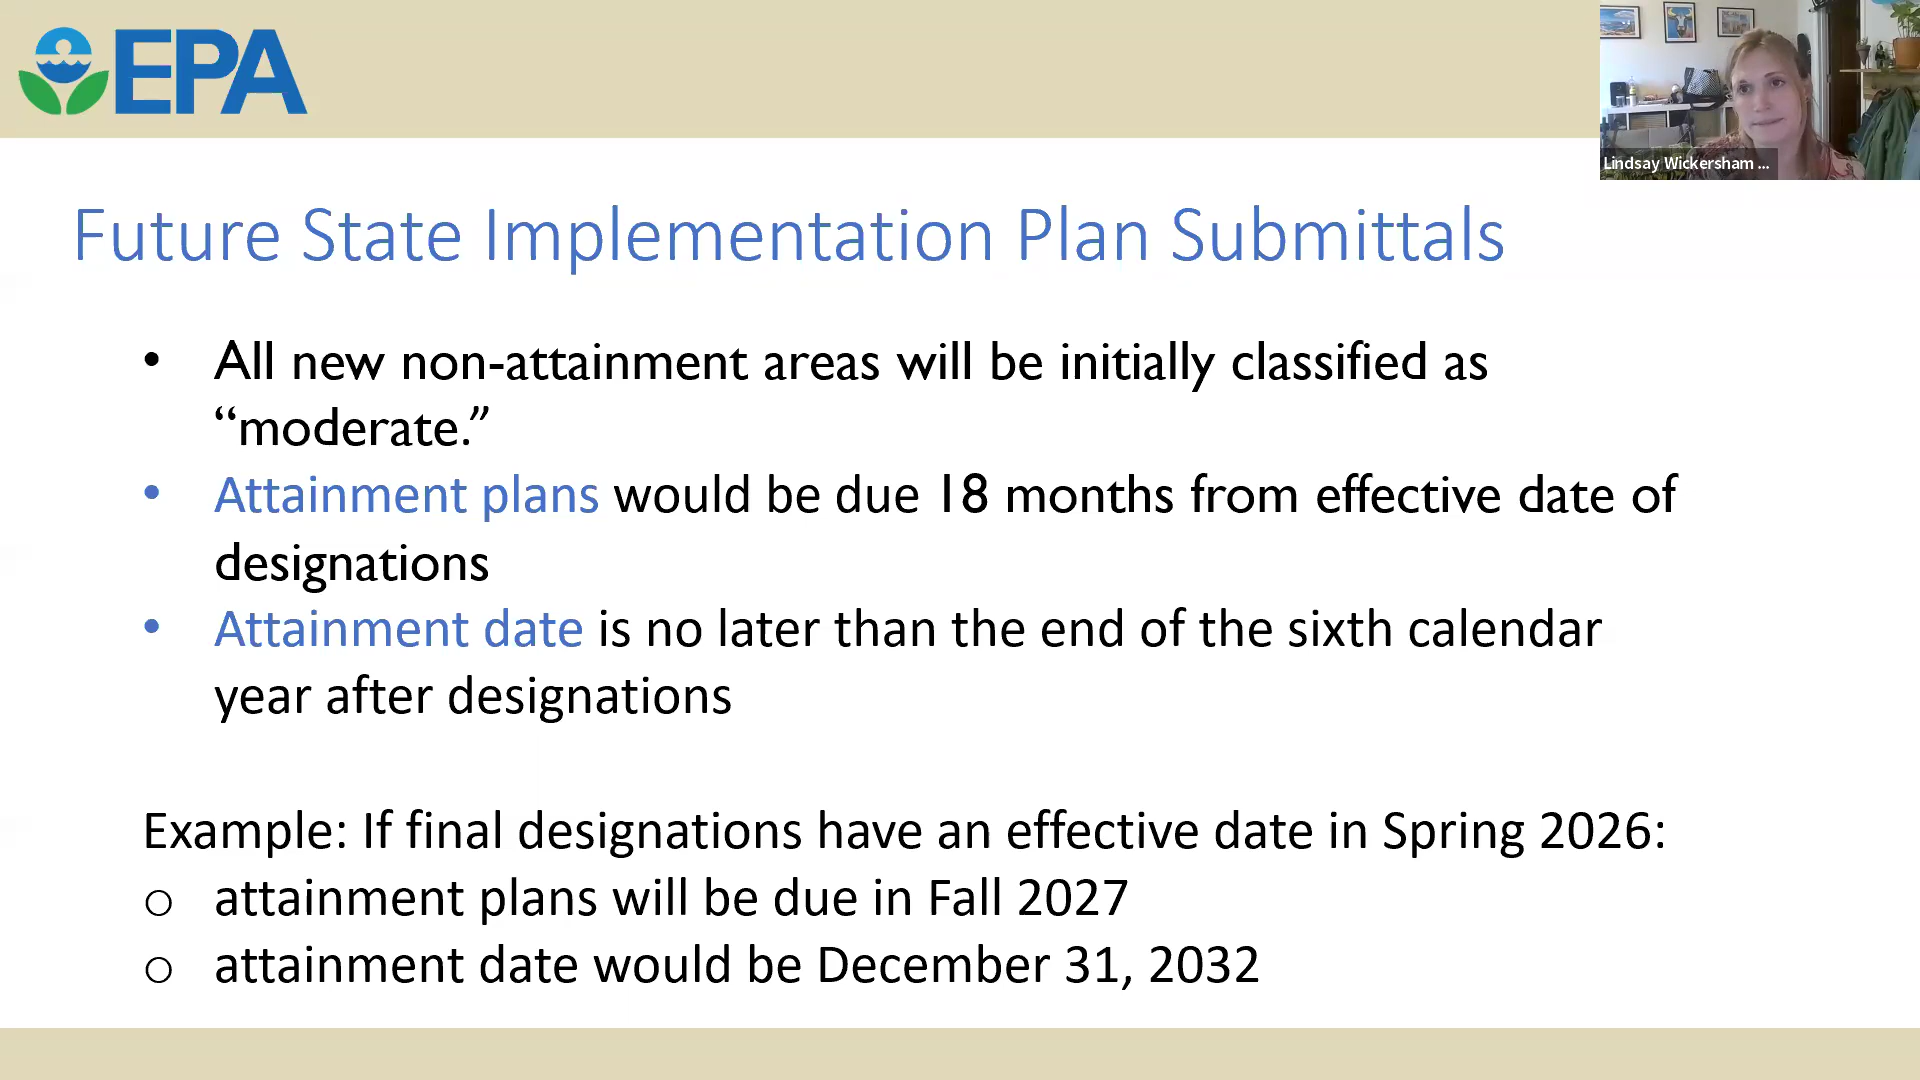 EPA
Lindsay Wickersham ...
Future State Implementation Plan Submittals
• All new non-attainment areas will be initially classified as
“moderate.”
• Attainment plans would be due 18 months from effective date of
designations
• Attainment date is no later than the end of the sixth calendar
year after designations
Example: If final designations have an effective date in Spring 2026:
o attainment plans will be due in Fall 2027
o attainment date would be December 31, 2032